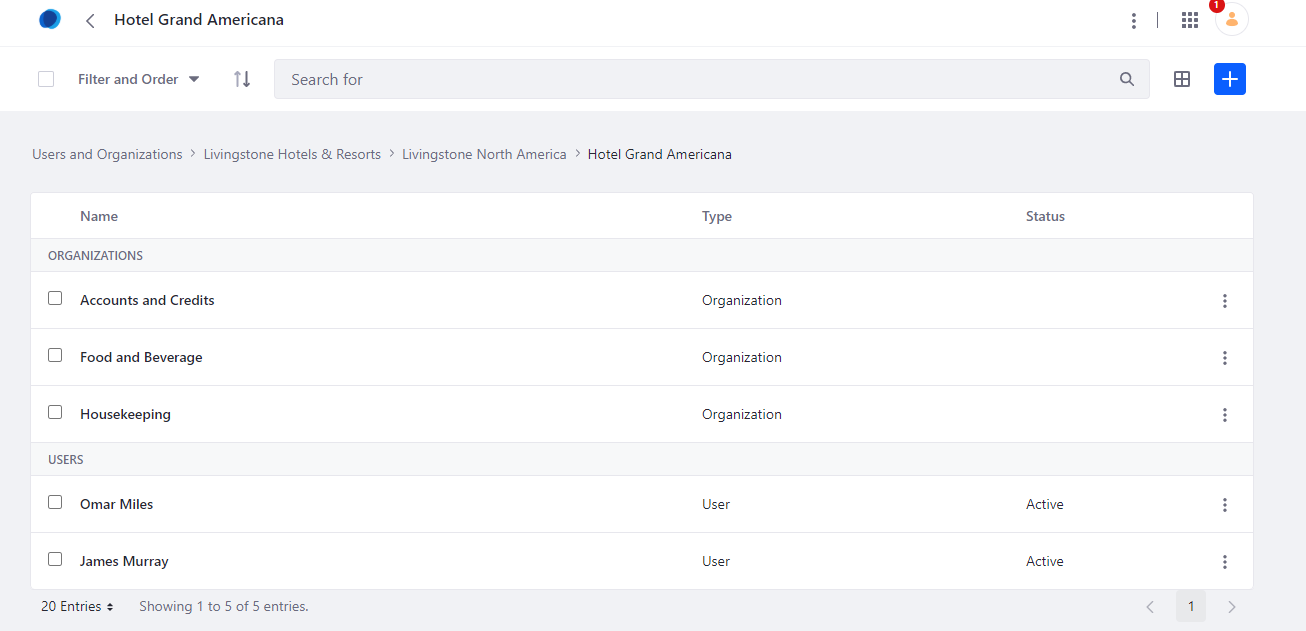 Hotel Grand Americana
1
Filter and Order
Search for
Users and Organizations > Livingstone Hotels & Resorts > Livingstone North America > Hotel Grand Americana
Name Type Status
ORGANIZATIONS
Accounts and Credits Organization
Food and Beverage Organization
Housekeeping Organization
USERS
Omar Miles User Active
James Murray User Active
20 Entries Showing 1 to 5 of 5 entries. 1